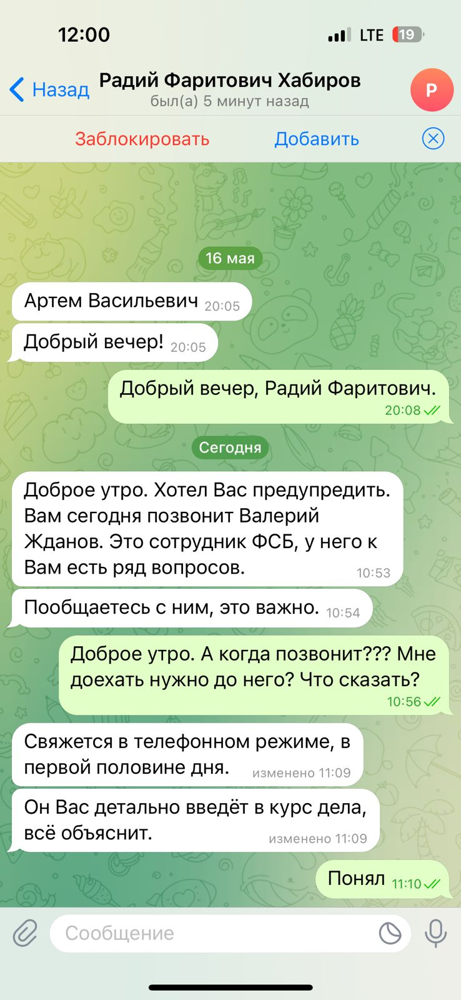 12:00
LTE
19
Назад
Радий Фаритович Хабиров
был(а) 5 минут назад
Р
Заблокировать
Добавить
16 мая
Артем Васильевич 20:05
Добрый вечер! 20:05
Добрый вечер, Радий Фаритович.
20:08
Сегодня
Доброе утро. Хотел Вас предупредить.
Вам сегодня позвонит Валерий
Жданов. Это сотрудник ФСБ, у него к
Вам есть ряд вопросов. 10:53
Пообщаетесь с ним, это важно. 10:54
Доброе утро. А когда позвонит??? Мне
доехать нужно до него? Что сказать?
10:56
Свяжется в телефонном режиме, в
первой половине дня. изменено 11:09
Он Вас детально введёт в курс дела,
всё объяснит. изменено 11:09
Понял 11:10
Сообщение